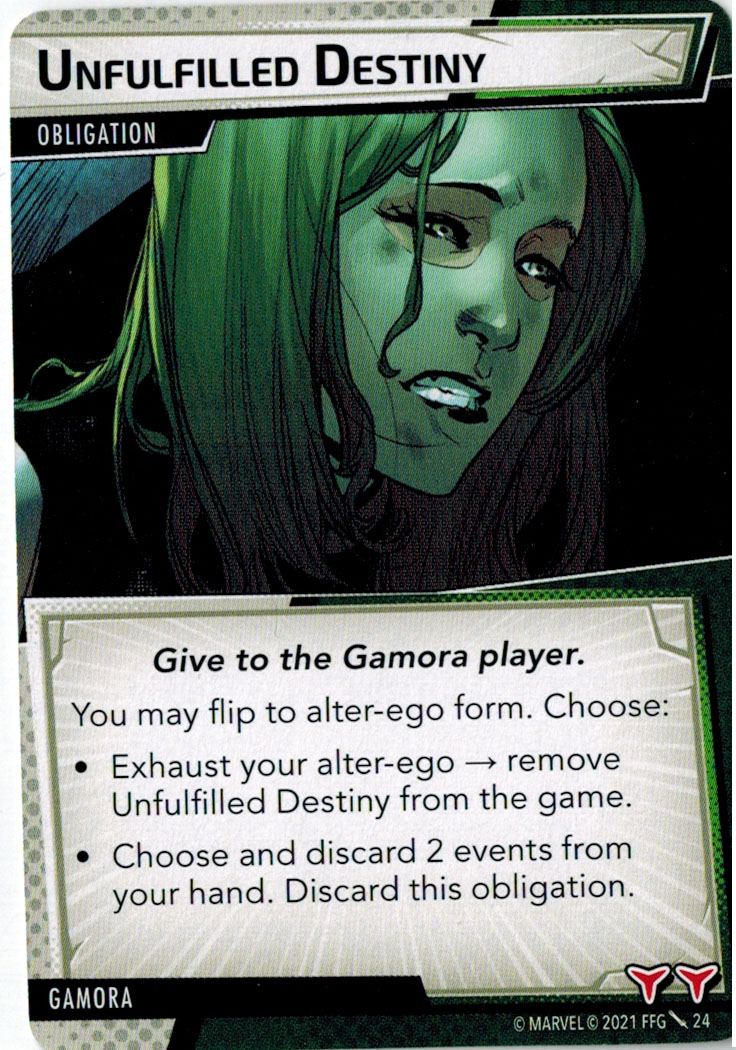 UNFULFILLED DESTINY
OBLIGATION
Give to the Gamora player.
You may flip to alter-ego form. Choose:
• Exhaust your alter-ego → remove
Unfulfilled Destiny from the game.
• Choose and discard 2 events from
your hand. Discard this obligation.
GAMORA
© MARVEL © 2021 FFG 24